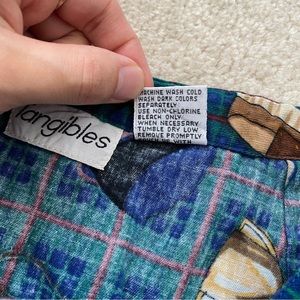 Tangibles
MACHINE WASH COLD
WASH DARK COLORS
SEPARATELY.
USE NON-CHLORINE
BLEACH ONLY.
WHEN NECESSARY
TUMBLE DRY LOW
REMOVE PROMPTLY
WITH